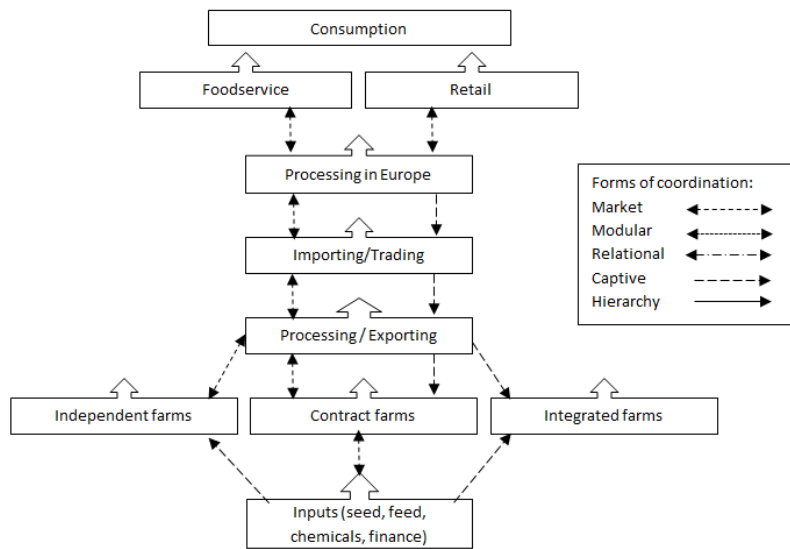 Consumption
Foodservice
Retail
Processing in Europe
Importing/Trading
Processing / Exporting
Independent farms
Contract farms
Integrated farms
Inputs (seed, feed,
chemicals, finance)
Forms of coordination:
Market
Modular
Relational
Captive
Hierarchy